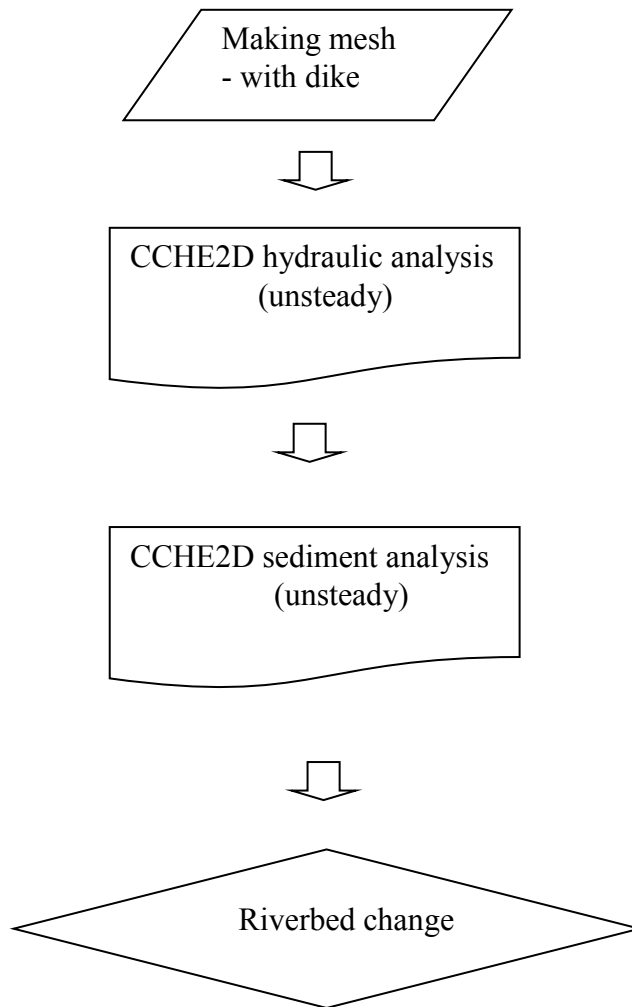 Making mesh
- with dike
CCHE2D hydraulic analysis
(unsteady)
CCHE2D sediment analysis
(unsteady)
Riverbed change